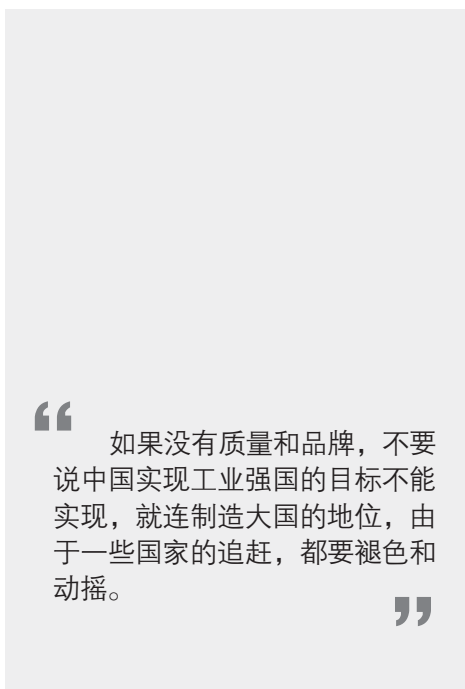 “
如果没有质量和品牌，不要
说中国实现工业强国的目标不能
实现，就连制造大国的地位，由
于一些国家的追赶，都要褪色和
动摇。
”